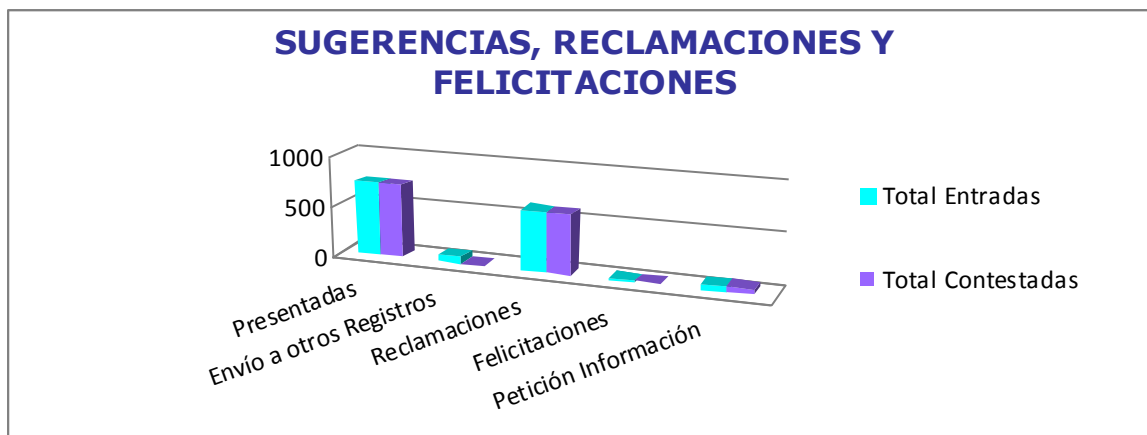 SUGERENCIAS, RECLAMACIONES Y
FELICITACIONES
1000
500
0
Presentadas
Envío a otros Registros
Reclamaciones
Felicitaciones
Petición Información
Total Entradas
Total Contestadas